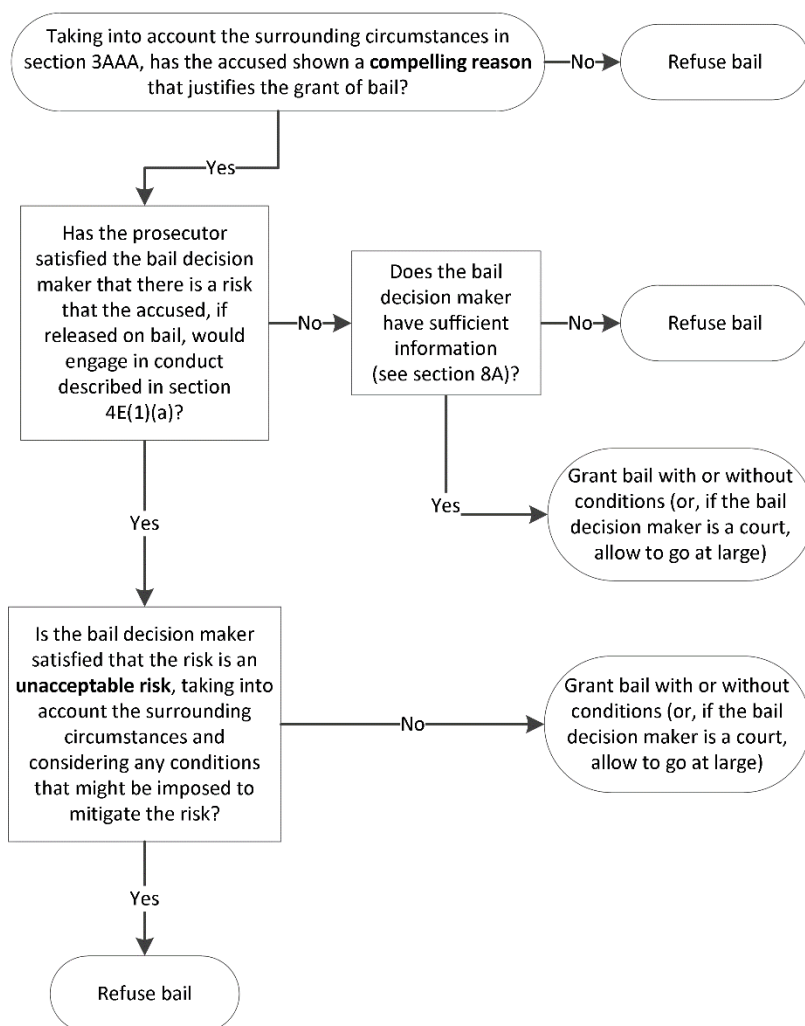 Taking into account the surrounding circumstances in
section 3AAA, has the accused shown a compelling reason
that justifies the grant of bail?
No
Refuse bail
Yes
Has the prosecutor
satisfied the bail decision
maker that there is a risk
that the accused, if
released on bail, would
engage in conduct
described in section
4E(1)(a)?
No
Does the bail
decision maker
have sufficient
information
(see section 8A)?
No
Refuse bail
Yes
Grant bail with or without
conditions (or, if the bail
decision maker is a court,
allow to go at large)
Yes
Is the bail decision maker
satisfied that the risk is an
unacceptable risk, taking into
account the surrounding
circumstances and
considering any conditions
that might be imposed to
mitigate the risk?
No
Grant bail with or without
conditions (or, if the bail
decision maker is a court,
allow to go at large)
Yes
Refuse bail